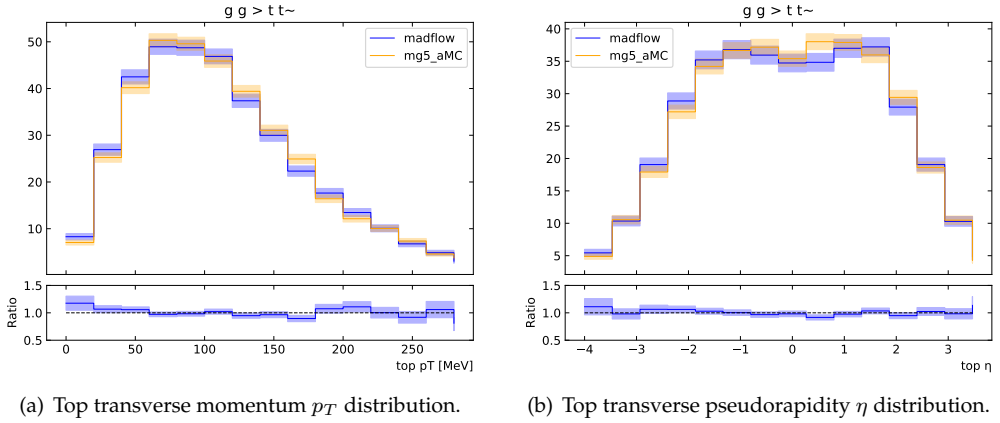 g g > t t~
madflow
mg5_aMC
50
40
30
20
10
1.5
1.0
0.5
Ratio
0
50
100
150
200
250
top pT [MeV]
(a) Top transverse momentum pT distribution.
g g > t t~
madflow
mg5_aMC
40
35
30
25
20
15
10
5
1.5
1.0
0.5
Ratio
−4
−3
−2
−1
0
1
2
3
top η
(b) Top transverse pseudorapidity η distribution.